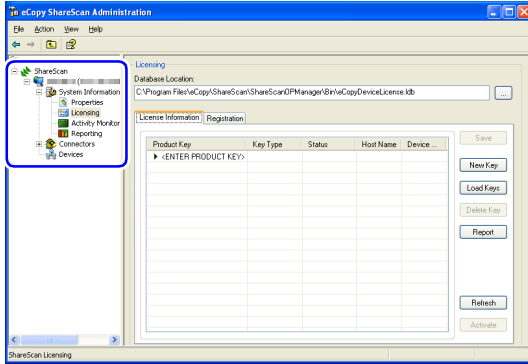 eCopy ShareScan Administration
File Action View Help
ShareScan
System Information
Properties
Licensing
Activity Monitor
Reporting
Connectors
Devices
Licensing
Database Location:
C:\Program Files\eCopy\ShareScan\ShareScanOPManager\Bin\eCopyDeviceLicense.ldb
...
License Information Registration
Product Key Key Type Status Host Name Device ...
<ENTER PRODUCT KEY>
Save
New Key
Load Keys
Delete Key
Report
Refresh
Activate
ShareScan Licensing